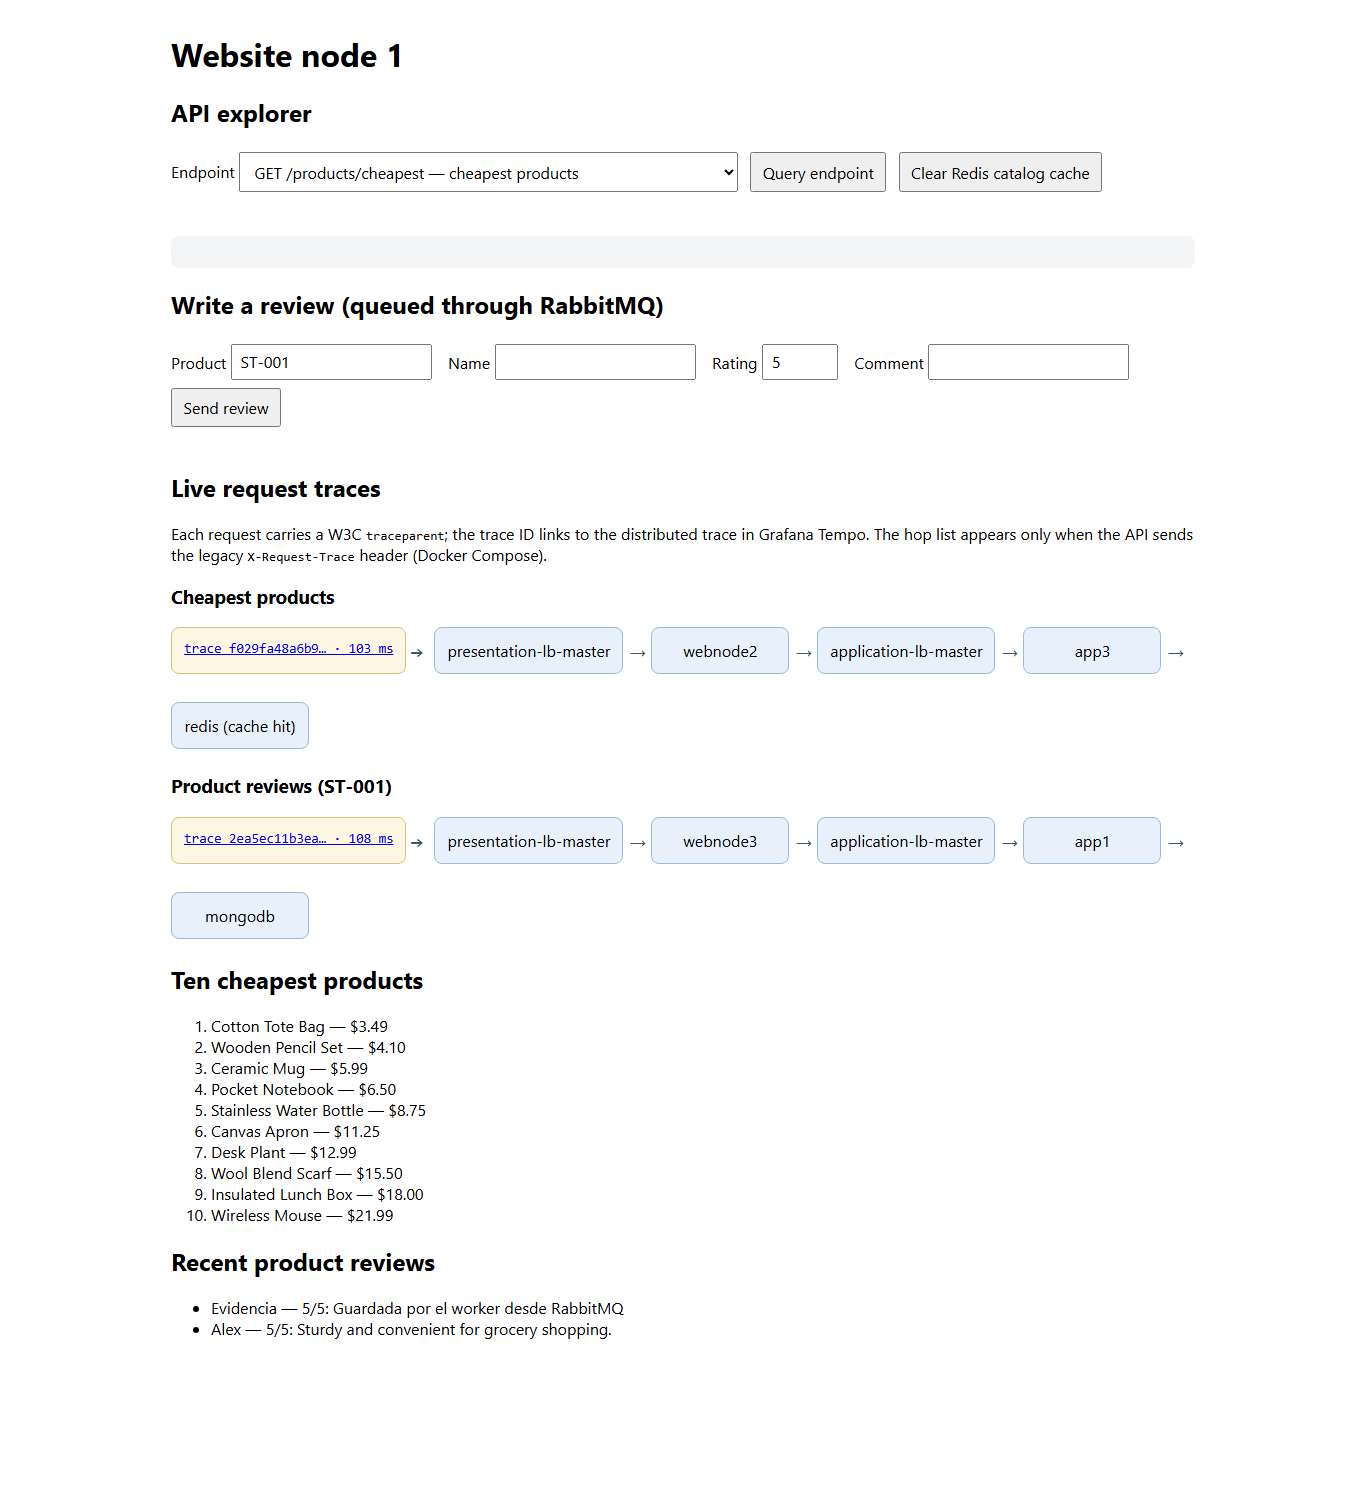 Website node 1
API explorer
Endpoint GET /products/cheapest — cheapest products Query endpoint Clear Redis catalog cache
Write a review (queued through RabbitMQ)
Product ST-001 Name Rating 5 Comment
Send review
Live request traces
Each request carries a W3C traceparent; the trace ID links to the distributed trace in Grafana Tempo. The hop list appears only when the API sends
the legacy X-Request-Trace header (Docker Compose).
Cheapest products
trace f029fa48a6b9… · 103 ms → presentation-lb-master → webnode2 → application-lb-master → app3 →
redis (cache hit)
Product reviews (ST-001)
trace 2ea5ec11b3ea… · 108 ms → presentation-lb-master → webnode3 → application-lb-master → app1 →
mongodb
Ten cheapest products
1. Cotton Tote Bag — $3.49
2. Wooden Pencil Set — $4.10
3. Ceramic Mug — $5.99
4. Pocket Notebook — $6.50
5. Stainless Water Bottle — $8.75
6. Canvas Apron — $11.25
7. Desk Plant — $12.99
8. Wool Blend Scarf — $15.50
9. Insulated Lunch Box — $18.00
10. Wireless Mouse — $21.99
Recent product reviews
• Evidencia — 5/5: Guardada por el worker desde RabbitMQ
• Alex — 5/5: Sturdy and convenient for grocery shopping.